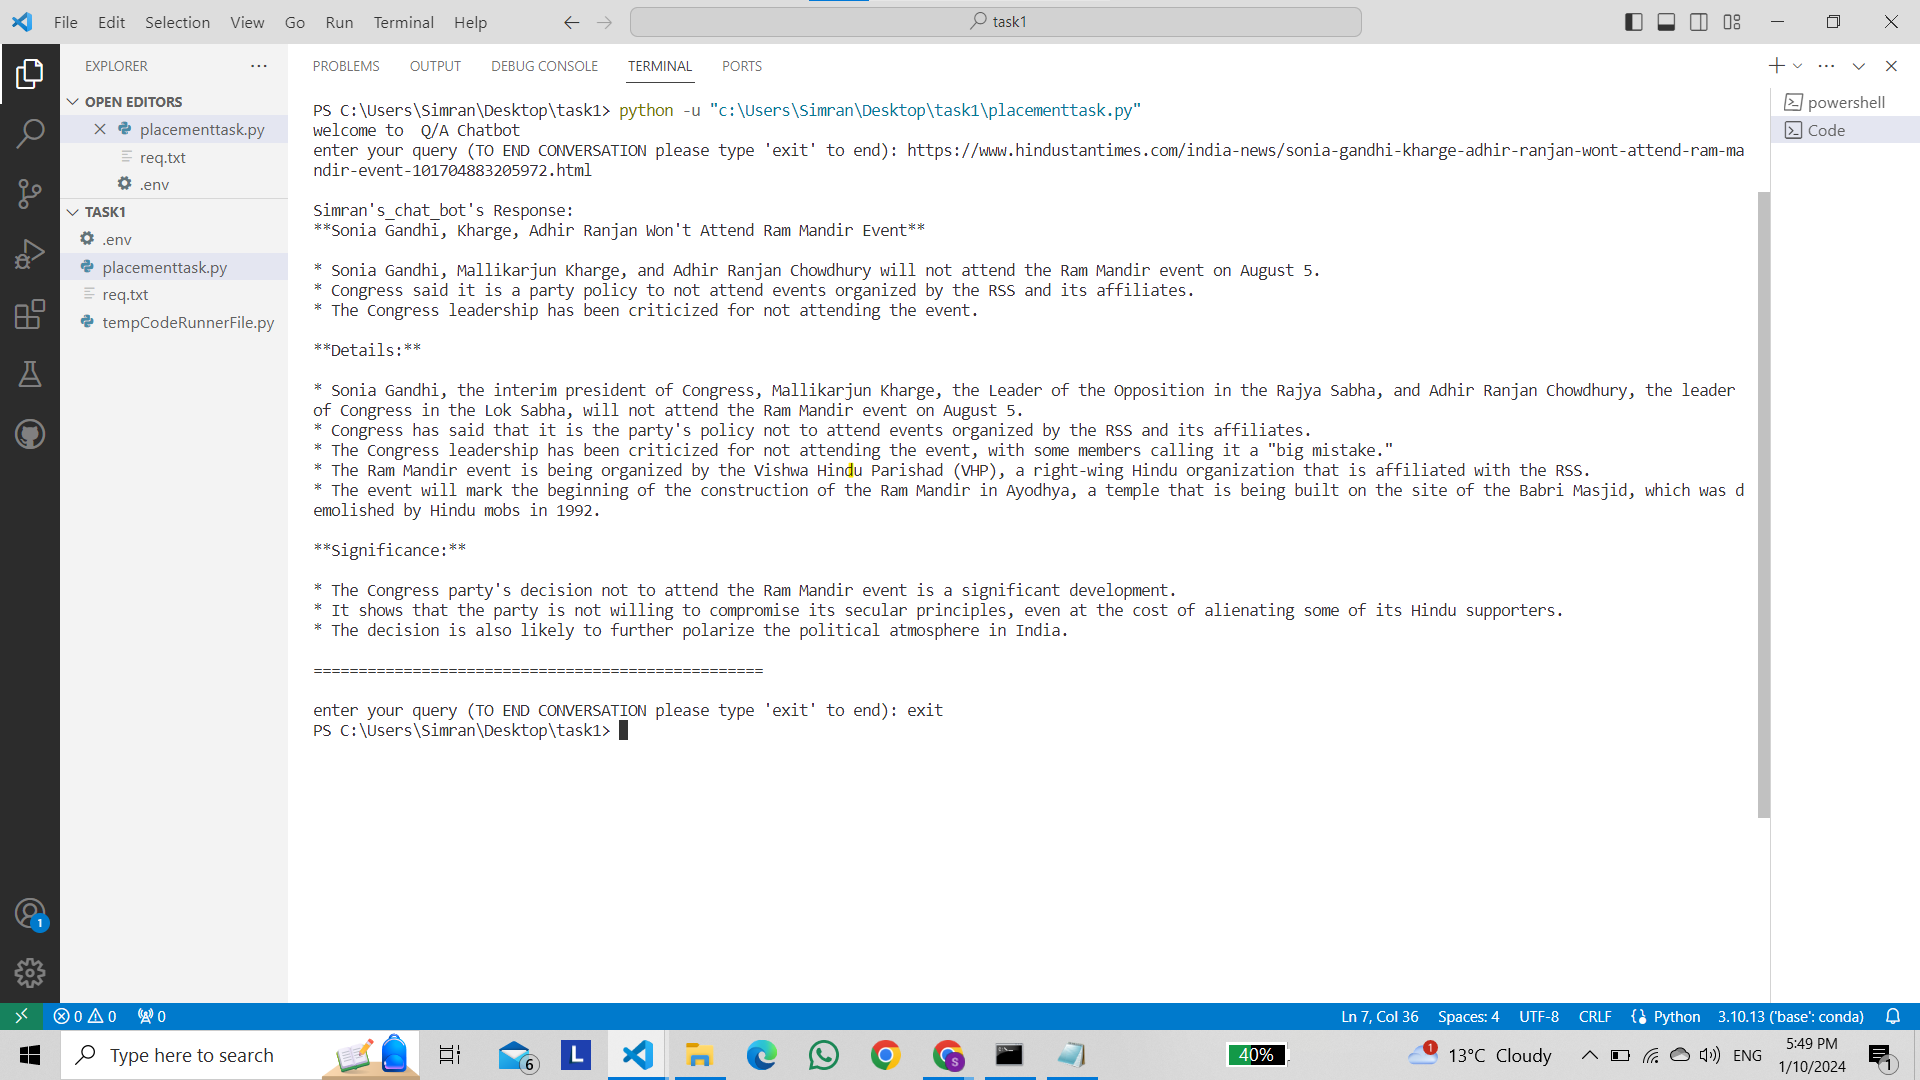 File Edit Selection View Go Run Terminal Help
task1
EXPLORER
OPEN EDITORS
placementtask.py
req.txt
.env
TASK1
.env
placementtask.py
req.txt
tempCodeRunnerFile.py
PROBLEMS OUTPUT DEBUG CONSOLE TERMINAL PORTS
PS C:\Users\Simran\Desktop\task1> python -u "c:\Users\Simran\Desktop\task1\placementtask.py"
welcome to  Q/A Chatbot
enter your query (TO END CONVERSATION please type 'exit' to end): https://www.hindustantimes.com/india-news/sonia-gandhi-kharge-adhir-ranjan-wont-attend-ram-ma
ndir-event-101704883205972.html
Simran's_chat_bot's Response:
**Sonia Gandhi, Kharge, Adhir Ranjan Won't Attend Ram Mandir Event**
* Sonia Gandhi, Mallikarjun Kharge, and Adhir Ranjan Chowdhury will not attend the Ram Mandir event on August 5.
* Congress said it is a party policy to not attend events organized by the RSS and its affiliates.
* The Congress leadership has been criticized for not attending the event.
**Details:**
* Sonia Gandhi, the interim president of Congress, Mallikarjun Kharge, the Leader of the Opposition in the Rajya Sabha, and Adhir Ranjan Chowdhury, the leader
of Congress in the Lok Sabha, will not attend the Ram Mandir event on August 5.
* Congress has said that it is the party's policy not to attend events organized by the RSS and its affiliates.
* The Congress leadership has been criticized for not attending the event, with some members calling it a "big mistake."
* The Ram Mandir event is being organized by the Vishwa Hindu Parishad (VHP), a right-wing Hindu organization that is affiliated with the RSS.
* The event will mark the beginning of the construction of the Ram Mandir in Ayodhya, a temple that is being built on the site of the Babri Masjid, which was d
emolished by Hindu mobs in 1992.
**Significance:**
* The Congress party's decision not to attend the Ram Mandir event is a significant development.
* It shows that the party is not willing to compromise its secular principles, even at the cost of alienating some of its Hindu supporters.
* The decision is also likely to further polarize the political atmosphere in India.
==================================================
enter your query (TO END CONVERSATION please type 'exit' to end): exit
PS C:\Users\Simran\Desktop\task1>
powershell
Code
1
0 0 0
Ln 7, Col 36 Spaces: 4 UTF-8 CRLF Python 3.10.13 ('base': conda)
Type here to search
6
L
S
40%
1
13°C Cloudy
ENG
5:49 PM
1/10/2024
1